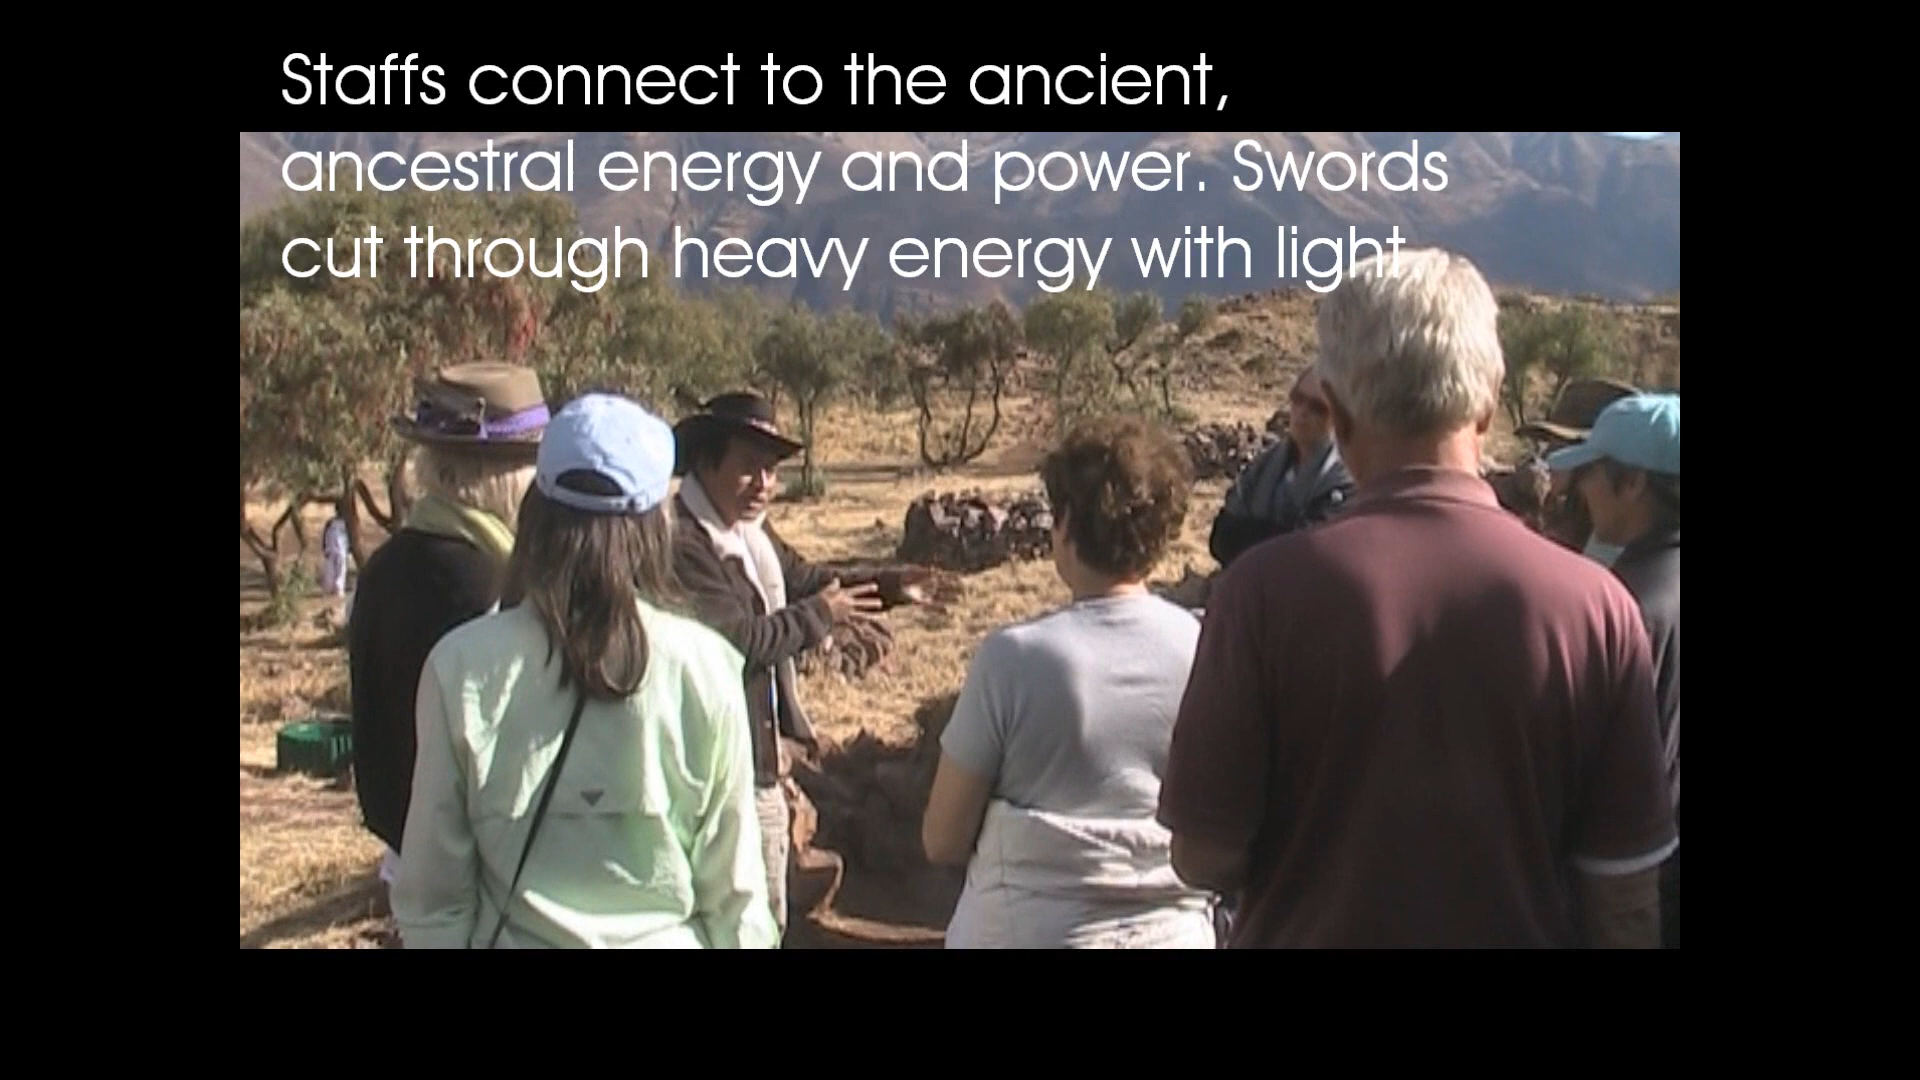 Staffs connect to the ancient,
ancestral energy and power. Swords
cut through heavy energy with light.